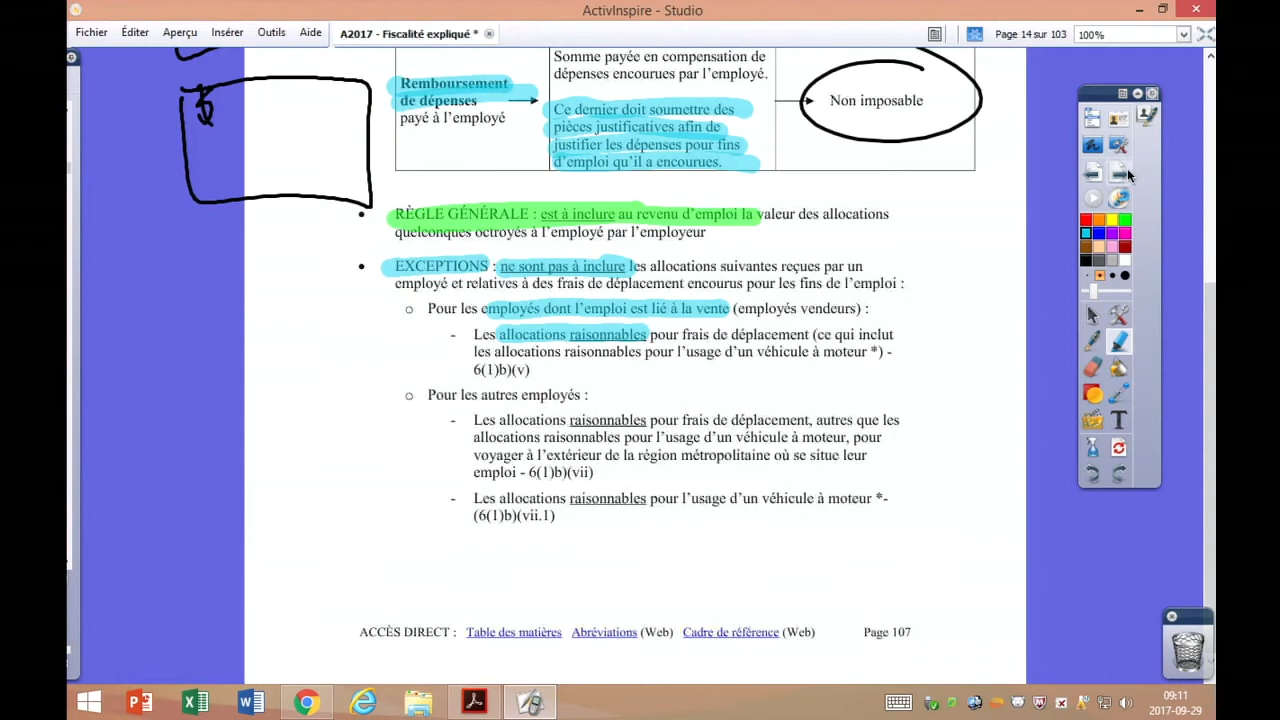 ActivInspire - Studio
Fichier Éditer Aperçu Insérer Outils Aide A2017 - Fiscalité expliqué * Page 14 sur 103 100%
Somme payée en compensation de
dépenses encourues par l'employé.
Remboursement
de dépenses
payé à l'employé
Ce dernier doit soumettre des
pièces justificatives afin de
justifier les dépenses pour fins
d'emploi qu'il a encourues.
Non imposable
$
• RÈGLE GÉNÉRALE : est à inclure au revenu d'emploi la valeur des allocations
quelconques octroyés à l'employé par l'employeur
• EXCEPTIONS : ne sont pas à inclure les allocations suivantes reçues par un
employé et relatives à des frais de déplacement encourus pour les fins de l'emploi :
o Pour les employés dont l'emploi est lié à la vente (employés vendeurs) :
- Les allocations raisonnables pour frais de déplacement (ce qui inclut
les allocations raisonnables pour l'usage d'un véhicule à moteur *) -
6(1)b)(v)
o Pour les autres employés :
- Les allocations raisonnables pour frais de déplacement, autres que les
allocations raisonnables pour l'usage d'un véhicule à moteur, pour
voyager à l'extérieur de la région métropolitaine où se situe leur
emploi - 6(1)b)(vii)
- Les allocations raisonnables pour l'usage d'un véhicule à moteur *-
(6(1)b)(vii.1)
ACCÈS DIRECT : Table des matières Abréviations (Web) Cadre de référence (Web) Page 107
09:11
2017-09-29